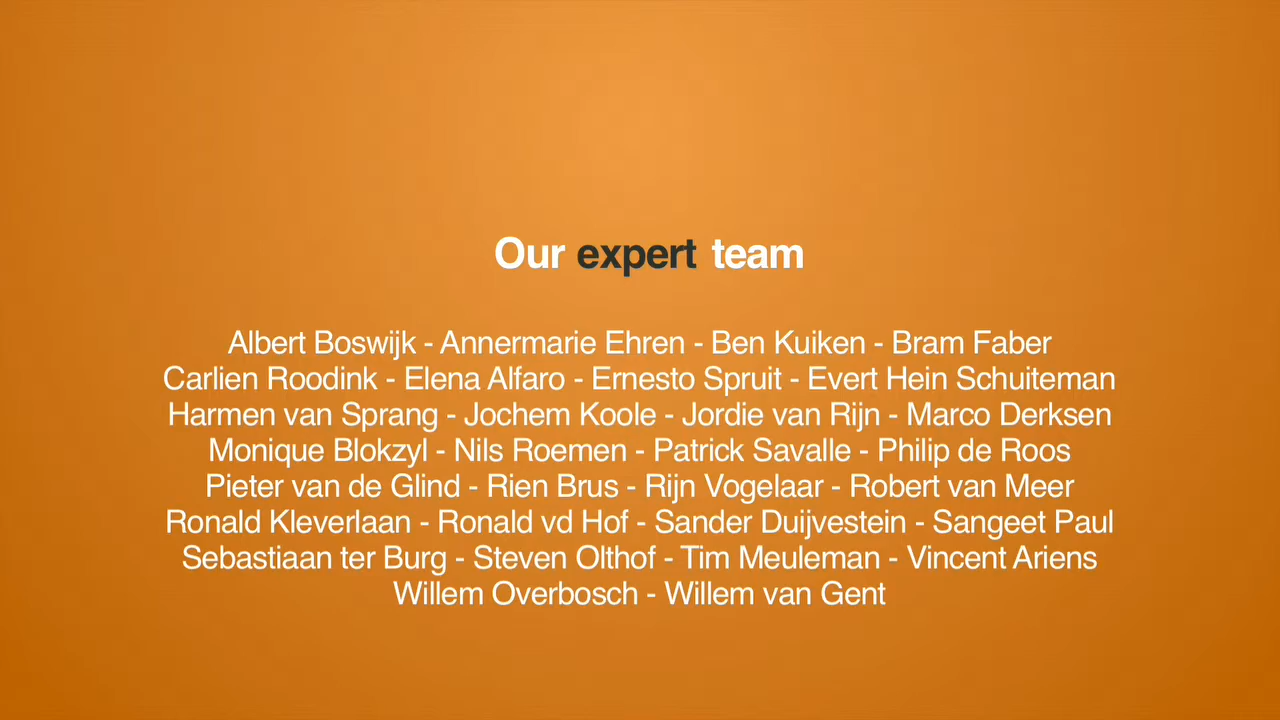 Our expert team
Albert Boswijk - Annermarie Ehren - Ben Kuiken - Bram Faber
Carlien Roodink - Elena Alfaro - Ernesto Spruit - Evert Hein Schuiteman
Harmen van Sprang - Jochem Koole - Jordie van Rijn - Marco Derksen
Monique Blokzyl - Nils Roemen - Patrick Savalle - Philip de Roos
Pieter van de Glind - Rien Brus - Rijn Vogelaar - Robert van Meer
Ronald Kleverlaan - Ronald vd Hof - Sander Duijvestein - Sangeet Paul
Sebastiaan ter Burg - Steven Olthof - Tim Meuleman - Vincent Ariens
Willem Overbosch - Willem van Gent